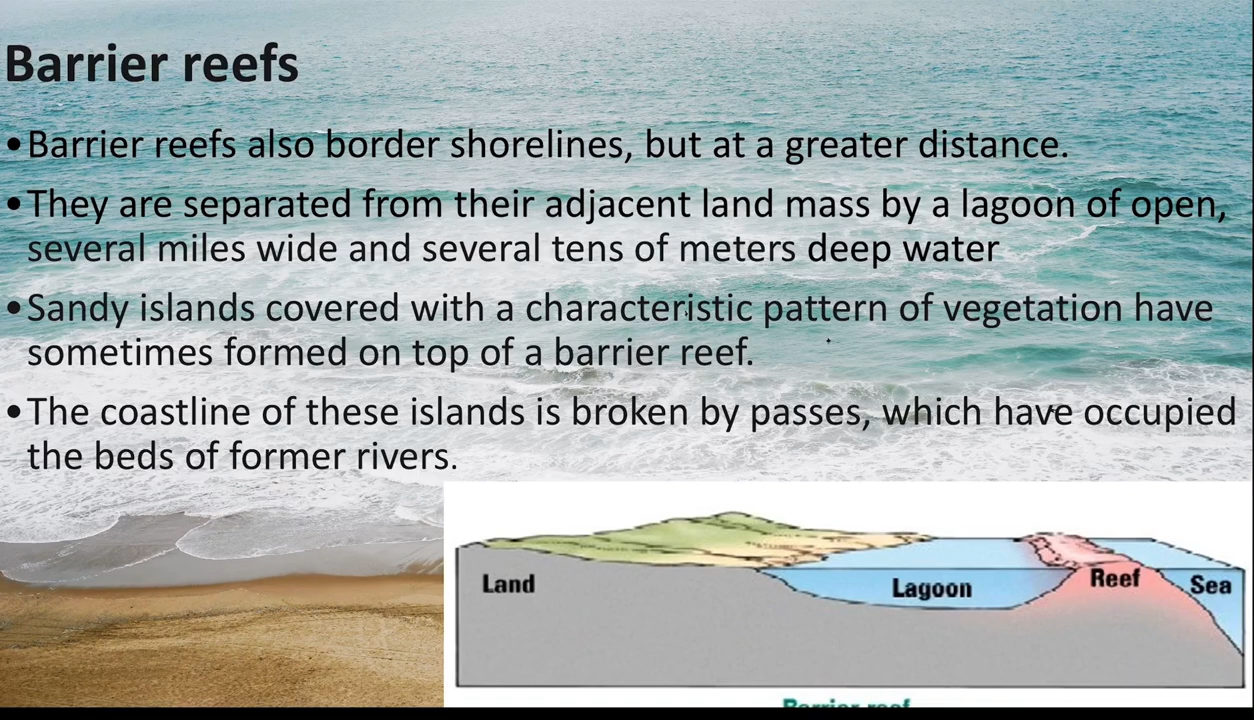 Barrier reefs
•Barrier reefs also border shorelines, but at a greater distance.
•They are separated from their adjacent land mass by a lagoon of open,
several miles wide and several tens of meters deep water
•Sandy islands covered with a characteristic pattern of vegetation have
sometimes formed on top of a barrier reef.
•The coastline of these islands is broken by passes, which have occupied
the beds of former rivers.
Land
Lagoon
Reef
Sea
Barrier reef